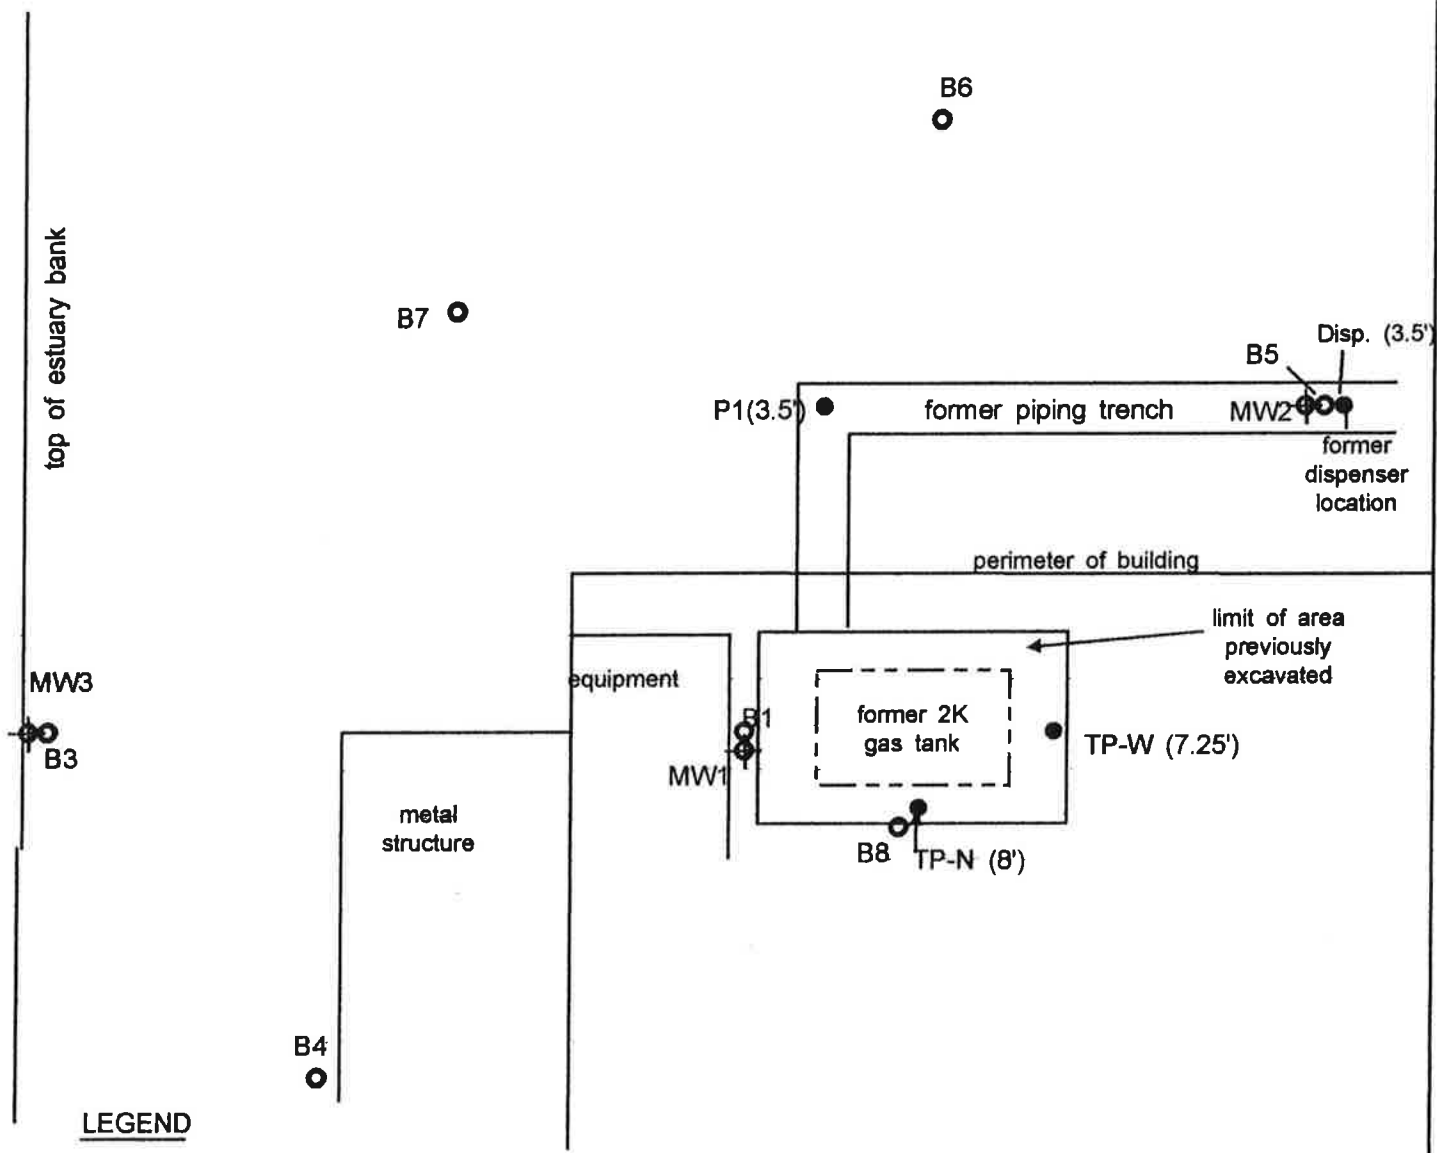 B6
top of estuary bank
B7
Disp. (3.5')
B5
P1(3.5')
former piping trench
MW2
former
dispenser
location
perimeter of building
limit of area
previously
excavated
MW3
equipment
B1
former 2K
gas tank
B3
TP-W (7.25')
MW1
metal
structure
B8
TP-N (8')
B4
LEGEND